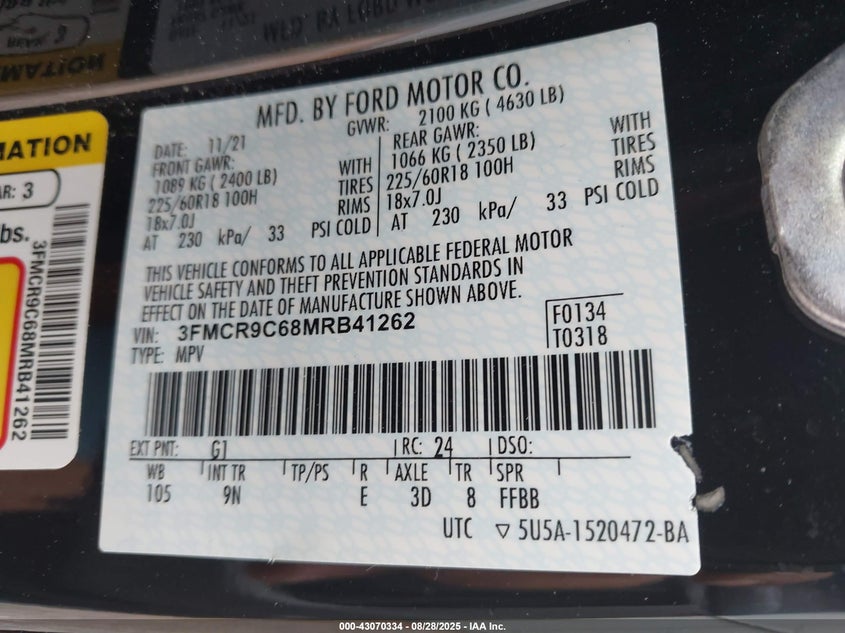 MATION
AR: 3
bs.
3FMCR9C68MRB41262
MFD. BY FORD MOTOR CO.
DATE: 11/21 GVWR: 2100 KG ( 4630 LB)
FRONT GAWR: WITH REAR GAWR: WITH
1089 KG ( 2400 LB) TIRES 1066 KG ( 2350 LB) TIRES
225/60R18 100H RIMS 225/60R18 100H RIMS
18x7.0J 18x7.0J
AT 230 kPa/ 33 PSI COLD AT 230 kPa/ 33 PSI COLD
THIS VEHICLE CONFORMS TO ALL APPLICABLE FEDERAL MOTOR
VEHICLE SAFETY AND THEFT PREVENTION STANDARDS IN
EFFECT ON THE DATE OF MANUFACTURE SHOWN ABOVE.
VIN: 3FMCR9C68MRB41262 F0134
TYPE: MPV T0318
EXT PNT: G1 RC: 24 DSO:
WB INT TR TP/PS R AXLE TR SPR
105 9N E 3D 8 FFBB
UTC ▽ 5U5A-1520472-BA
000-43070334 / 08/28/2025 - IAA Inc.